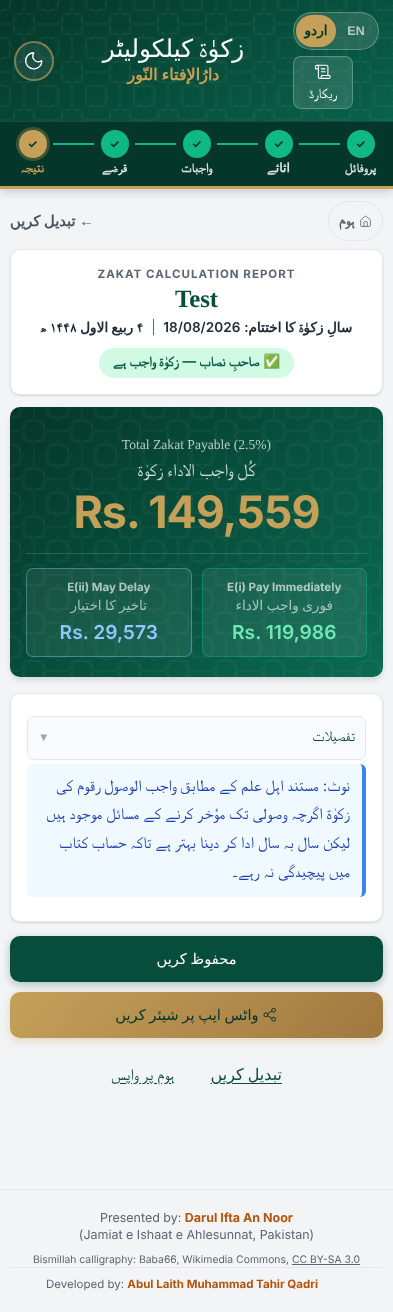 EN
اردو
زکوٰۃ کیلکولیٹر
دارُالإفتاء النّور
ریکارڈ
پروفائل
اثاثے
واجبات
قرضے
نتیجہ
ہوم
← تبدیل کریں
ZAKAT CALCULATION REPORT
Test
سالِ زکوٰۃ کا اختتام: 18/08/2026 | ۴ ربیع الاول ۱۴۴۸ ھ
✅ صاحبِ نصاب — زکوٰۃ واجب ہے
Total Zakat Payable (2.5%)
کُل واجب الاداء زکوٰۃ
Rs. 149,559
E(i) Pay Immediately
فوری واجب الاداء
Rs. 119,986
E(ii) May Delay
تاخیر کا اختیار
Rs. 29,573
تفصیلات
▼
نوٹ: مستند اہل علم کے مطابق واجب الوصول رقوم کی
زکوٰۃ اگرچہ وصولی تک مؤخر کرنے کے مسائل موجود ہیں
لیکن سال بہ سال ادا کر دینا بہتر ہے تاکہ حساب کتاب
میں پیچیدگی نہ رہے۔
محفوظ کریں
واٹس ایپ پر شیئر کریں
تبدیل کریں
ہوم پر واپس
Presented by: Darul Ifta An Noor
(Jamiat e Ishaat e Ahlesunnat, Pakistan)
Bismillah calligraphy: Baba66, Wikimedia Commons, CC BY-SA 3.0
Developed by: Abul Laith Muhammad Tahir Qadri